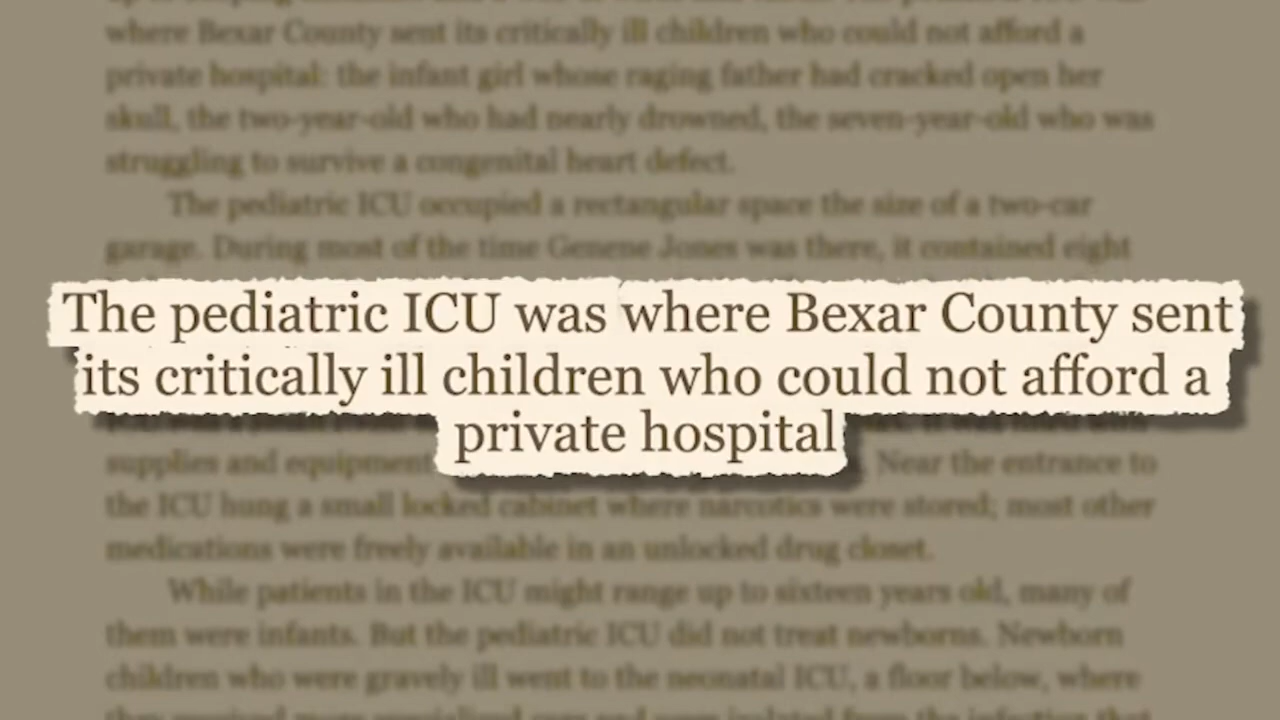 where Bexar County sent its critically ill children who could not afford a
private hospital: the infant girl whose raging father had cracked open her
skull, the two-year-old who had nearly drowned, the seven-year-old who was
struggling to survive a congenital heart defect.
The pediatric ICU occupied a rectangular space the size of a two-car
garage. During most of the time Genene Jones was there, it contained eight
The pediatric ICU was where Bexar County sent
its critically ill children who could not afford a
private hospital
supplies and equipment
Near the entrance to
the ICU hung a small locked cabinet where narcotics were stored; most other
medications were freely available in an unlocked drug closet.
While patients in the ICU might range up to sixteen years old, many of
them were infants. But the pediatric ICU did not treat newborns. Newborn
children who were gravely ill went to the neonatal ICU, a floor below, where